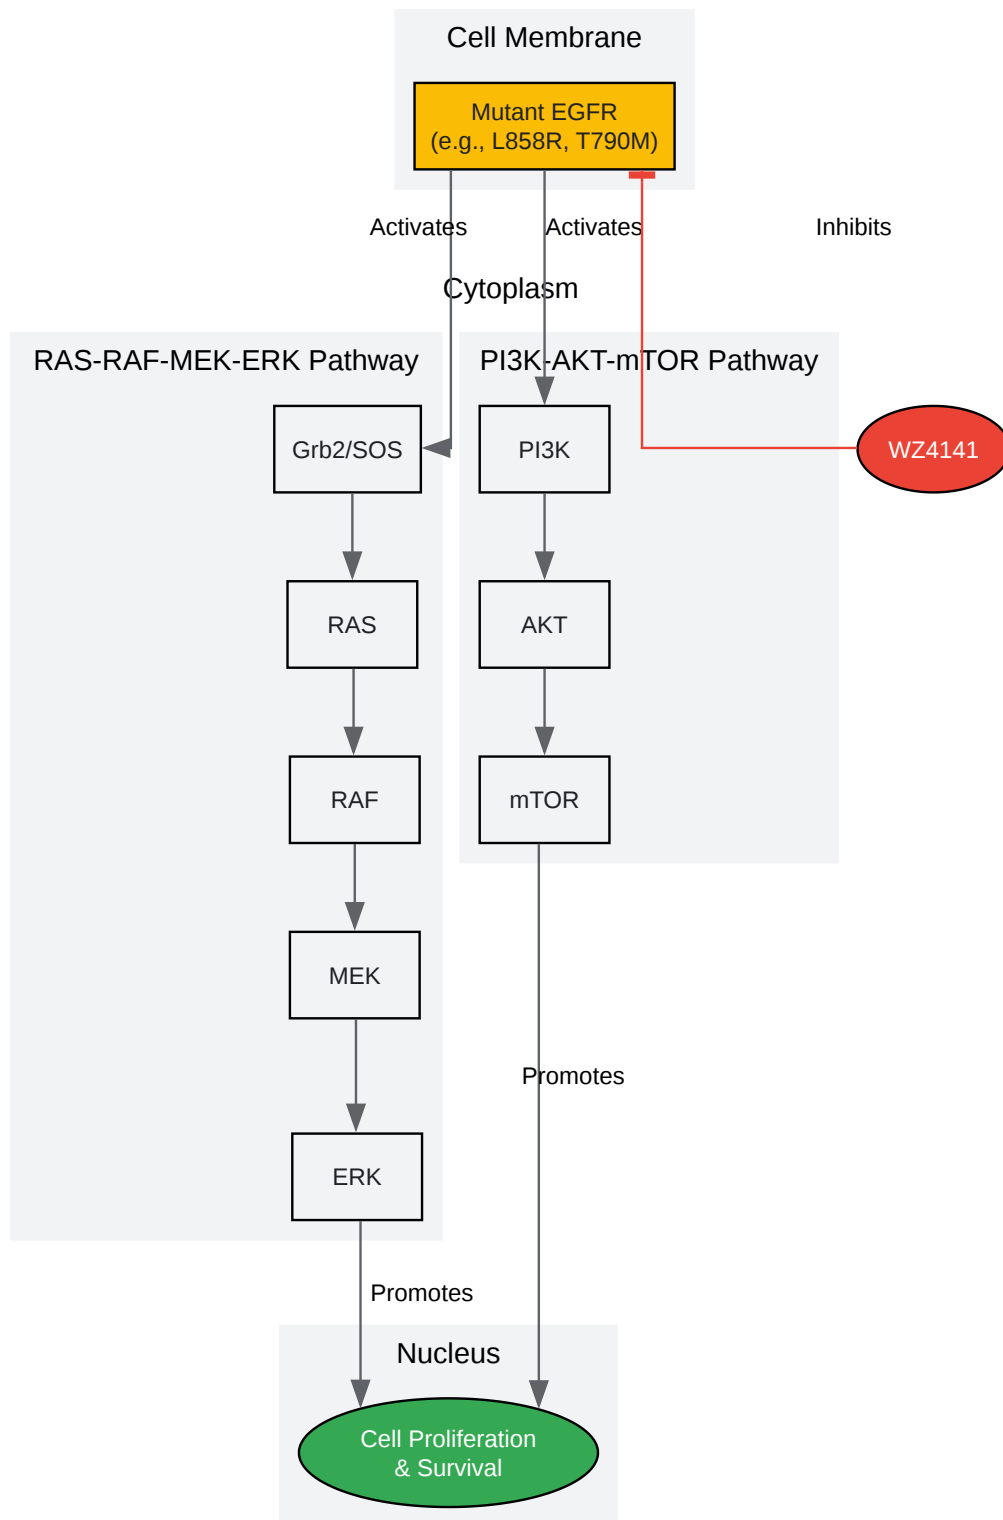 Cell Membrane
Mutant EGFR
(e.g., L858R, T790M)
Activates
Activates
Inhibits
Cytoplasm
RAS-RAF-MEK-ERK Pathway
PI3K-AKT-mTOR Pathway
Grb2/SOS
PI3K
WZ4141
RAS
AKT
RAF
mTOR
MEK
Promotes
ERK
Promotes
Nucleus
Cell Proliferation
& Survival